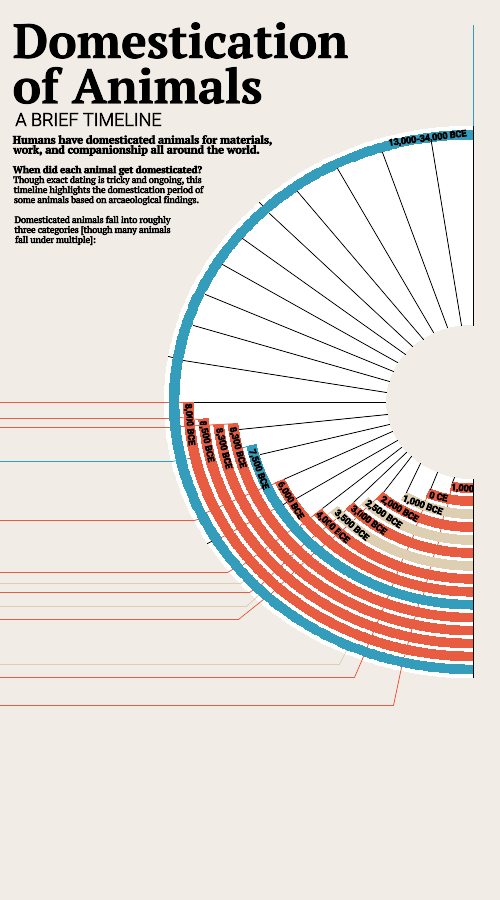 Domestication
of Animals
A BRIEF TIMELINE
Humans have domesticated animals for materials,
work, and companionship all around the world.
When did each animal get domesticated?
Though exact dating is tricky and ongoing, this
timeline highlights the domestication period of
some animals based on arcaeological findings.
Domesticated animals fall into roughly
three categories [though many animals
fall under multiple]:
13,000-34,000 BCE
8,000 BCE
8,500 BCE
8,300 BCE
8,300 BCE
7,500 BCE
6,000 BCE
4,000 BCE
3,500 BCE
3,000 BCE
2,500 BCE
2,000 BCE
1,000 BCE
0 CE
1,000